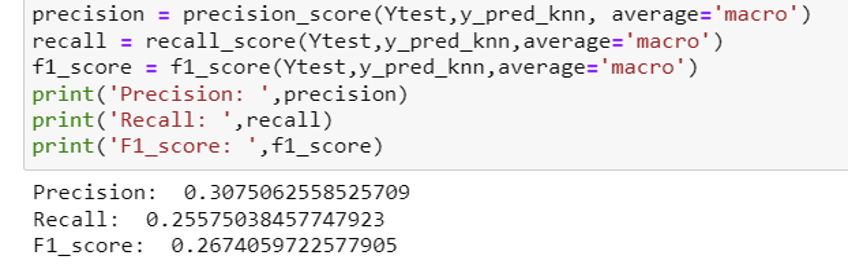 precision = precision_score(Ytest,y_pred_knn, average='macro')
recall = recall_score(Ytest,y_pred_knn,average='macro')
f1_score = f1_score(Ytest,y_pred_knn,average='macro')
print('Precision: ',precision)
print('Recall: ',recall)
print('F1_score: ',f1_score)
Precision:  0.3075062558525709
Recall:  0.25575038457747923
F1_score:  0.2674059722577905